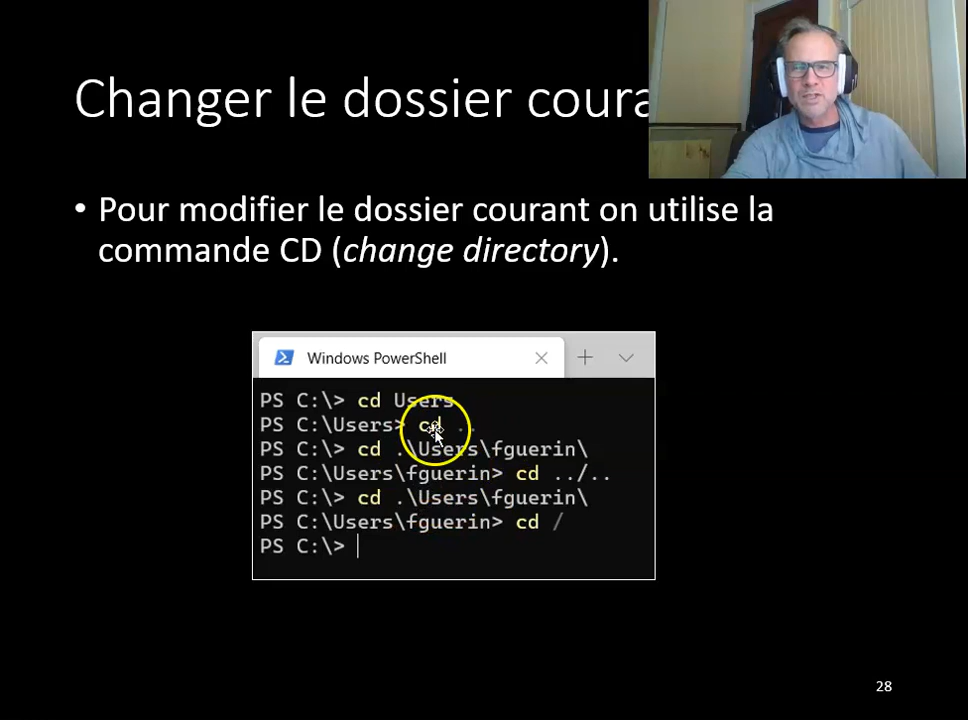 Changer le dossier coura
• Pour modifier le dossier courant on utilise la
commande CD (change directory).
Windows PowerShell
PS C:\> cd Users
PS C:\Users> cd ..
PS C:\> cd .\Users\fguerin\
PS C:\Users\fguerin> cd ../..
PS C:\> cd .\Users\fguerin\
PS C:\Users\fguerin> cd /
PS C:\>
28